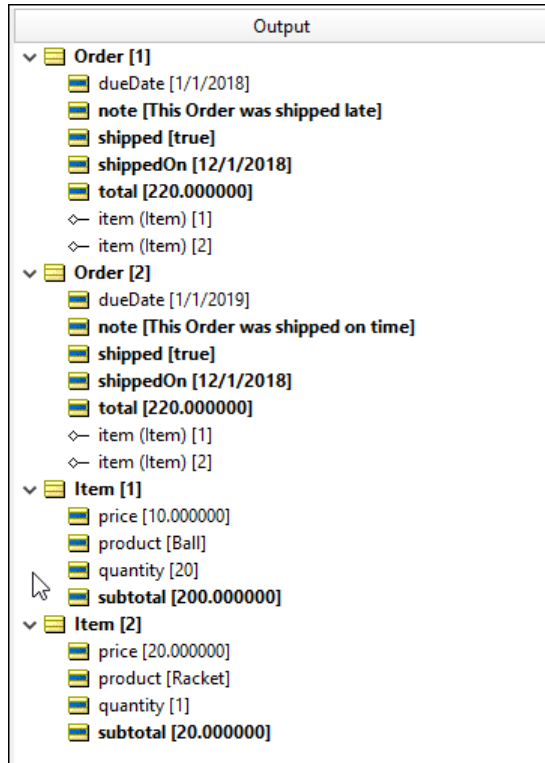 Output
Order [1]
dueDate [1/1/2018]
note [This Order was shipped late]
shipped [true]
shippedOn [12/1/2018]
total [220.000000]
item (Item) [1]
item (Item) [2]
Order [2]
dueDate [1/1/2019]
note [This Order was shipped on time]
shipped [true]
shippedOn [12/1/2018]
total [220.000000]
item (Item) [1]
item (Item) [2]
Item [1]
price [10.000000]
product [Ball]
quantity [20]
subtotal [200.000000]
Item [2]
price [20.000000]
product [Racket]
quantity [1]
subtotal [20.000000]